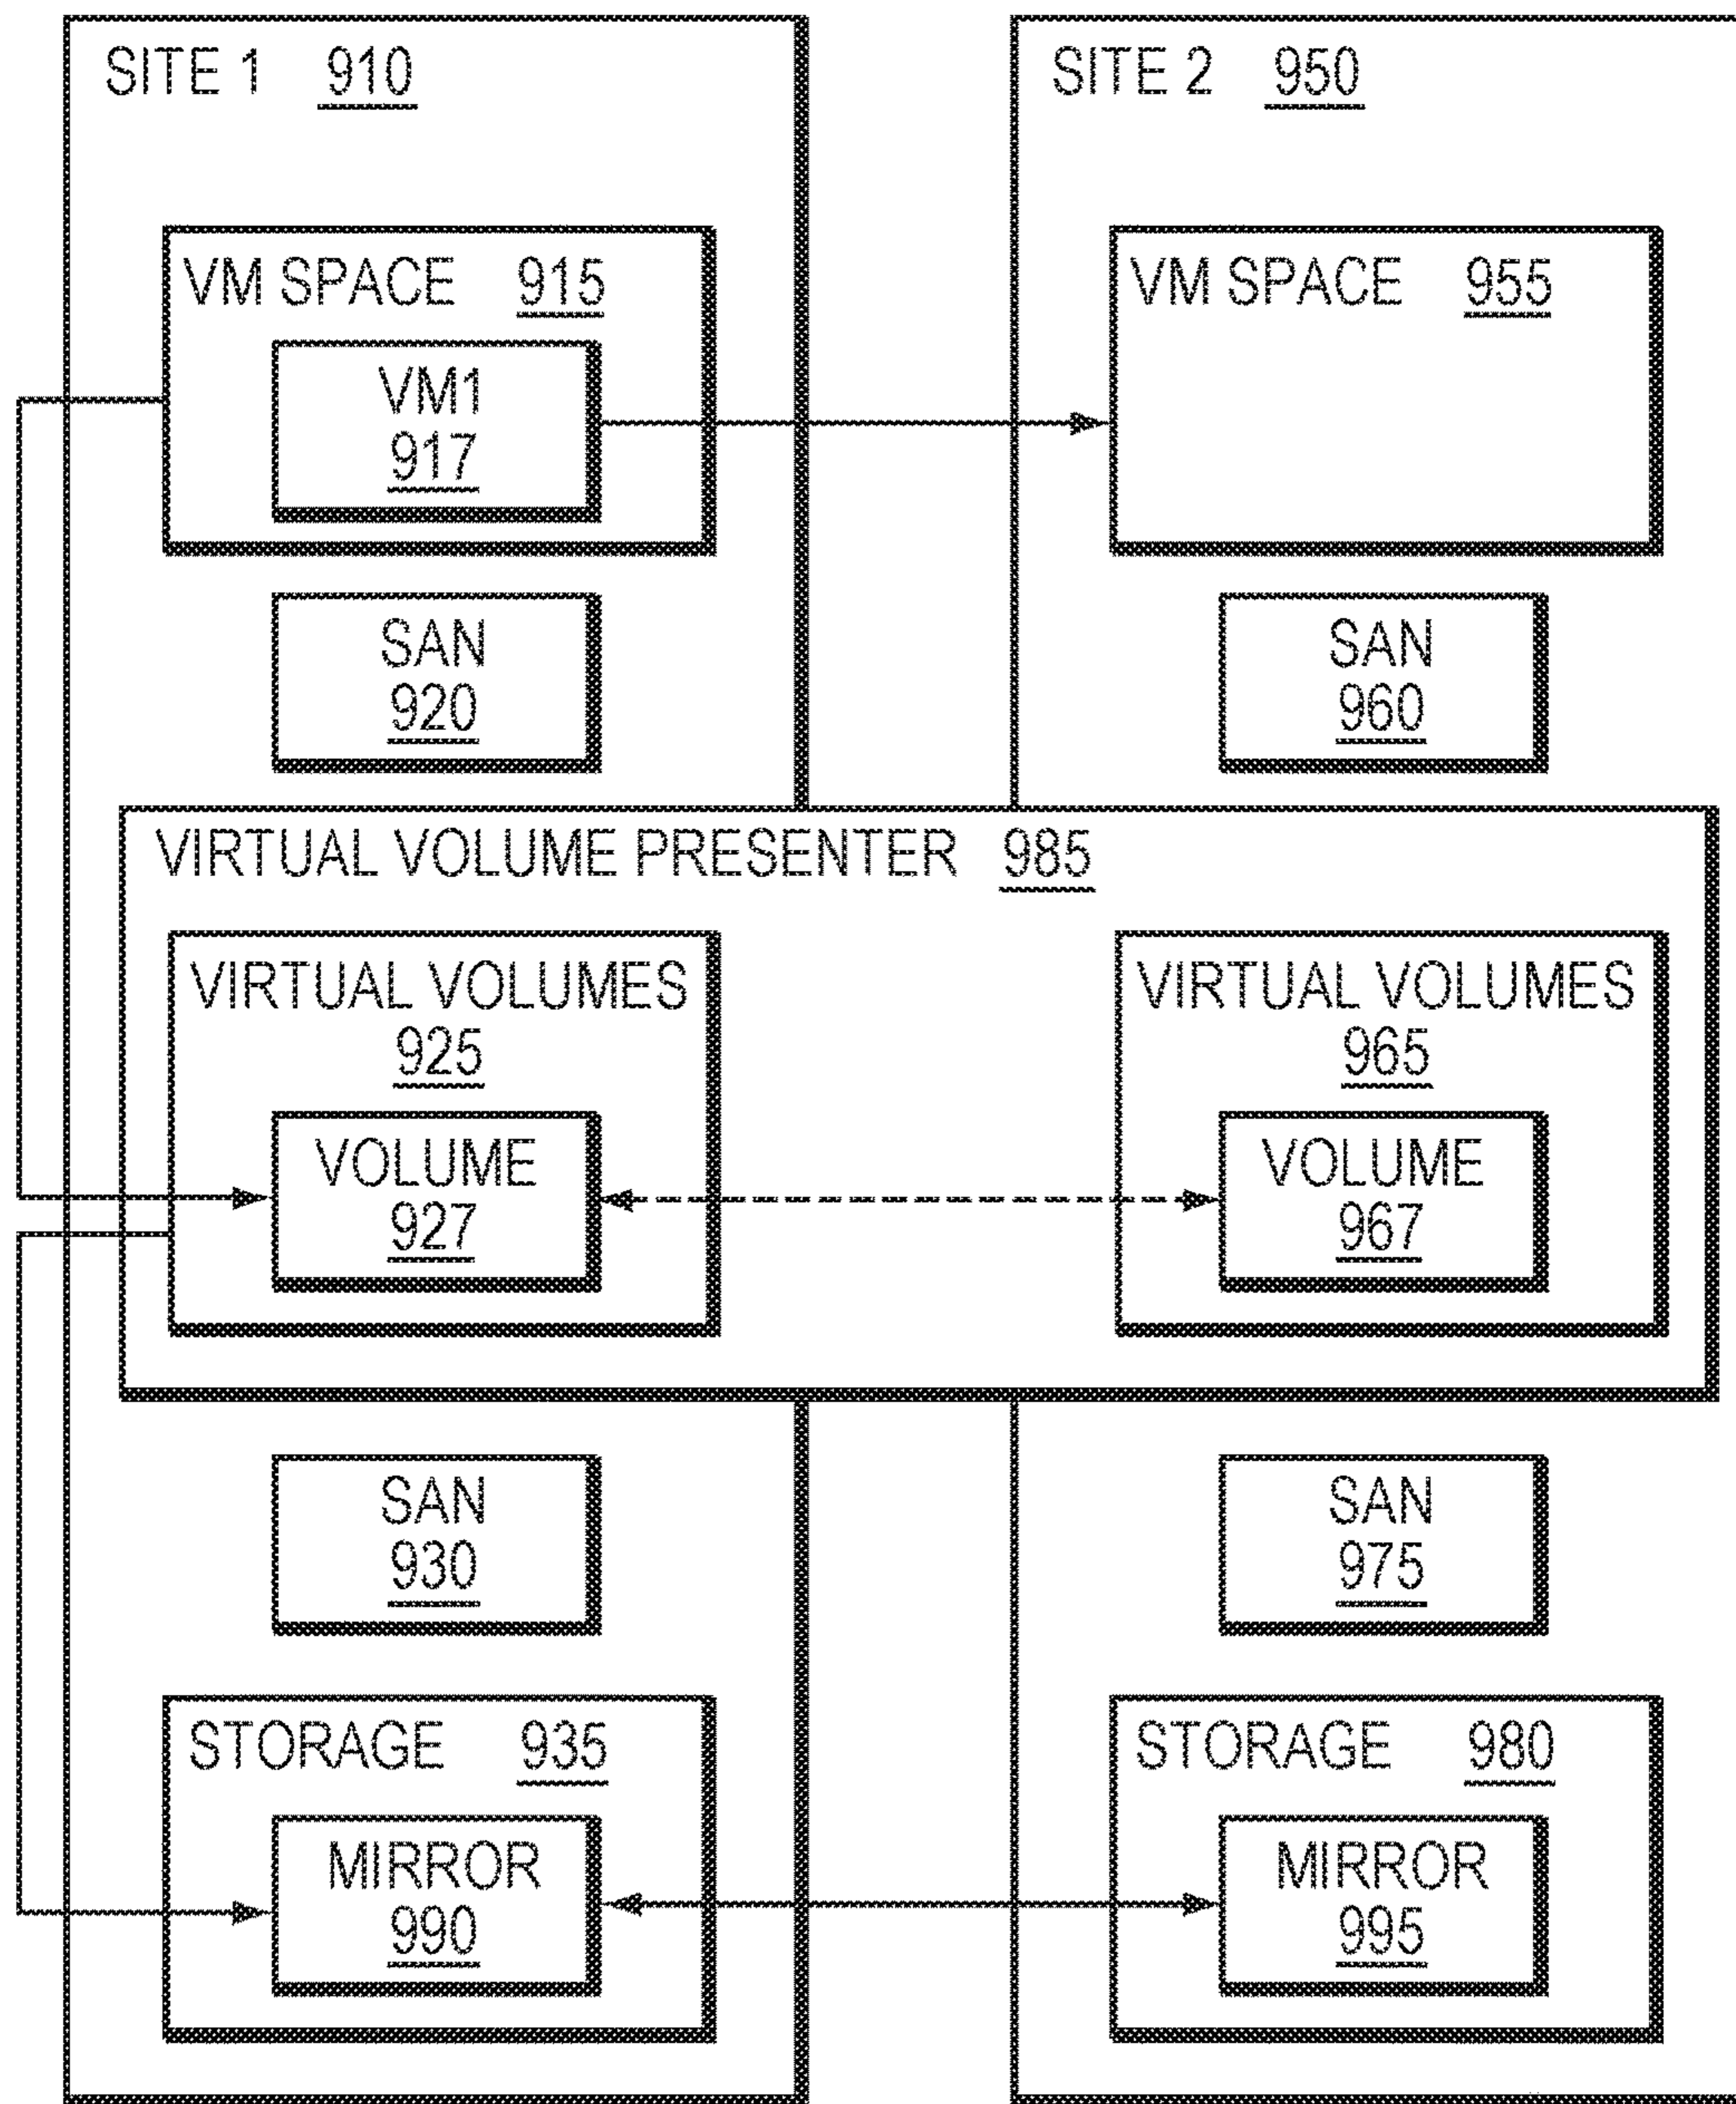 SITE 1 910
SITE 2 950
VM SPACE 915
VM1
917
VM SPACE 955
SAN
920
SAN
960
VIRTUAL VOLUME PRESENTER 985
VIRTUAL VOLUMES
925
VOLUME
927
VIRTUAL VOLUMES
965
VOLUME
967
SAN
930
SAN
975
STORAGE 935
MIRROR
990
STORAGE 980
MIRROR
995